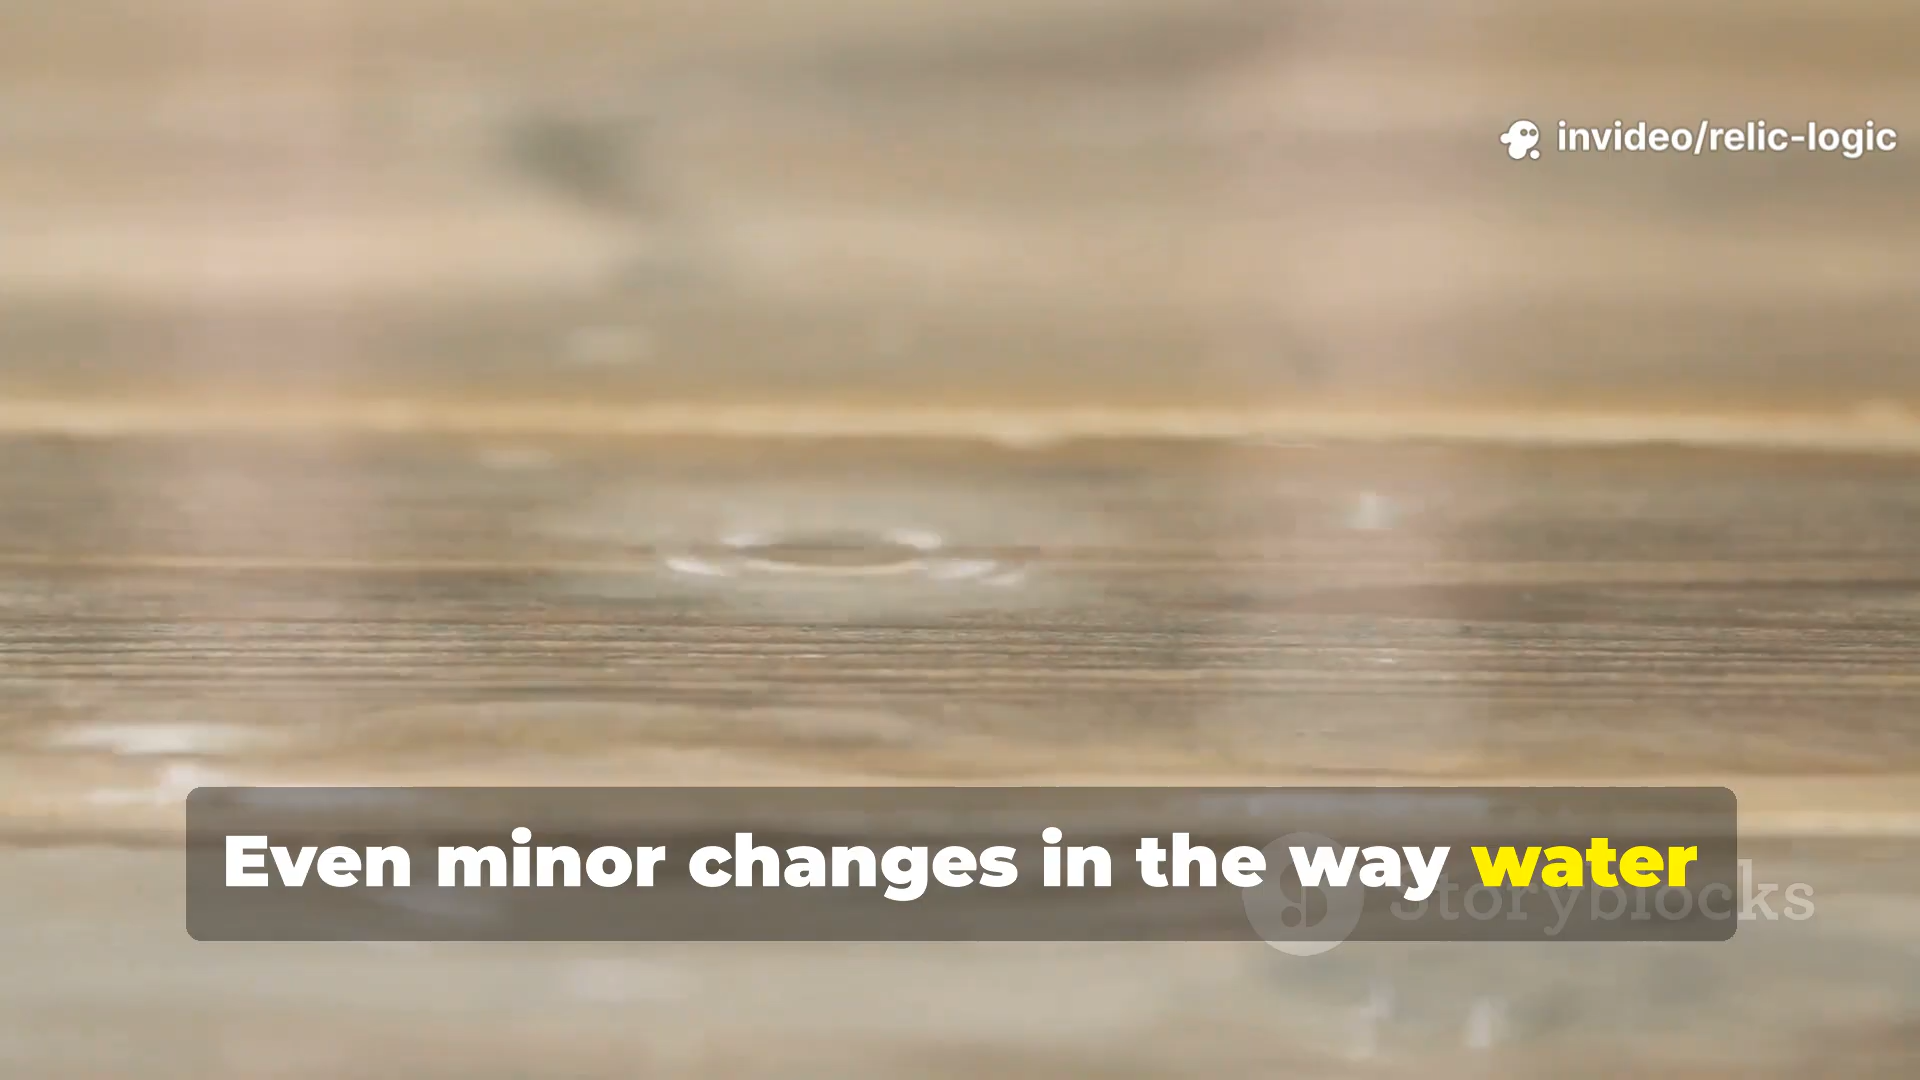 invideo/relic-logic
Even minor changes in the way water
Storyblocks